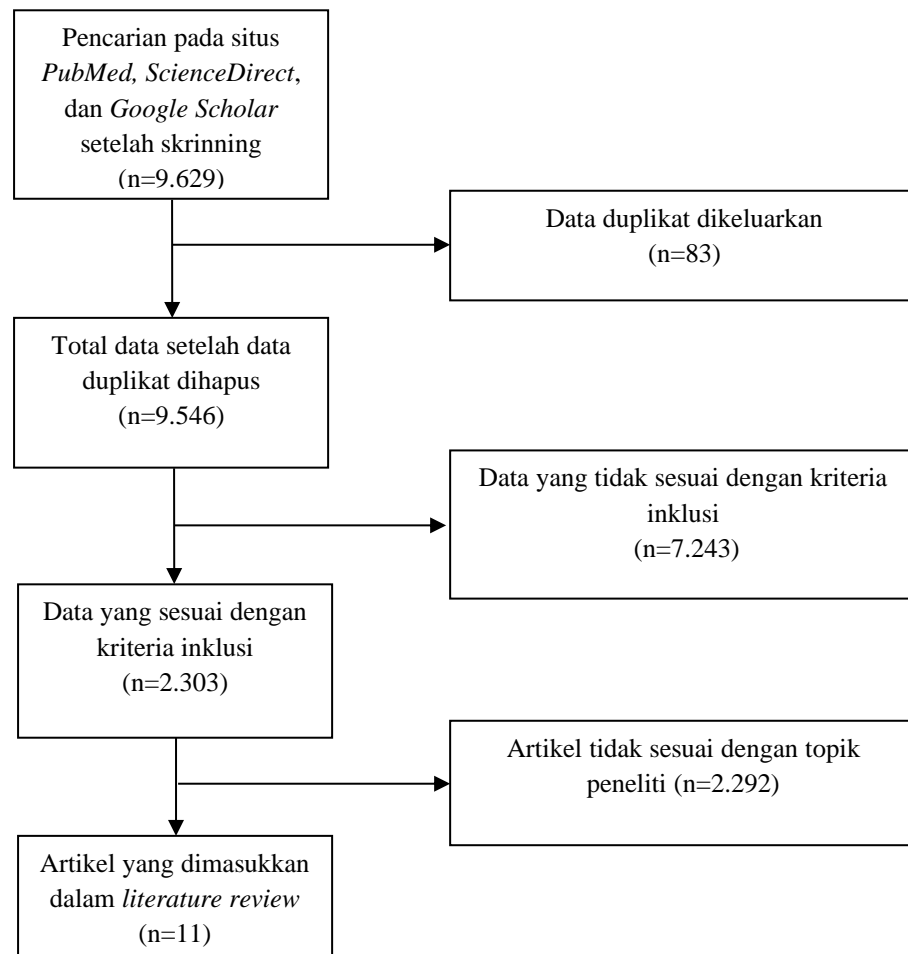 Pencarian pada situs
PubMed, ScienceDirect,
dan Google Scholar
setelah skrinning
(n=9.629)
Data duplikat dikeluarkan
(n=83)
Total data setelah data
duplikat dihapus
(n=9.546)
Data yang tidak sesuai dengan kriteria
inklusi
(n=7.243)
Data yang sesuai dengan
kriteria inklusi
(n=2.303)
Artikel tidak sesuai dengan topik
peneliti (n=2.292)
Artikel yang dimasukkan
dalam literature review
(n=11)